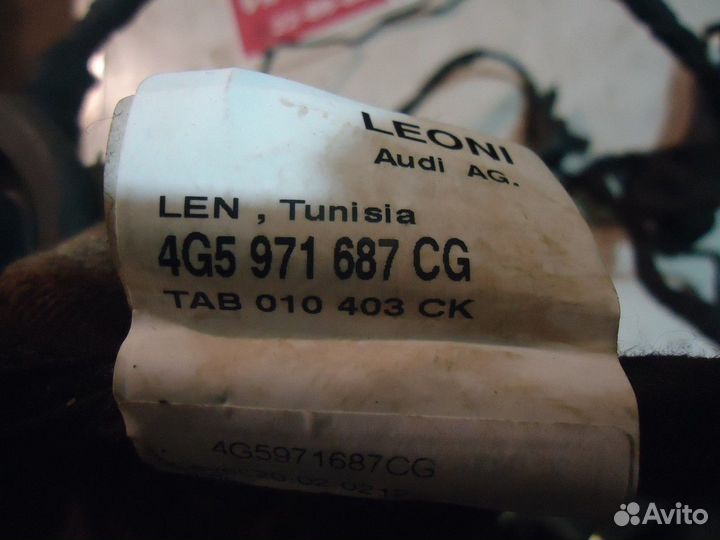 LEONI
Audi AG.
LEN , Tunisia
4G5 971 687 CG
TAB 010 403 CK
4G5971687CG
Avito